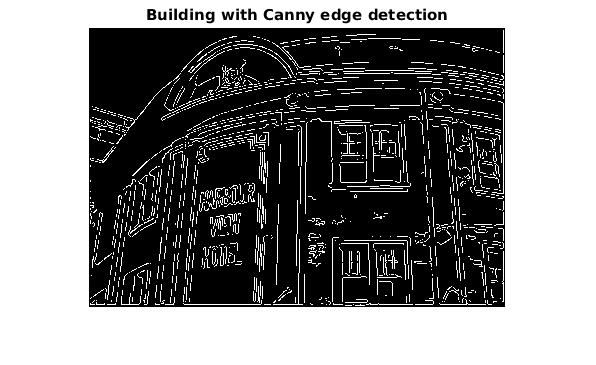 Building with Canny edge detection
HARBOUR
VIEW
HOTEL